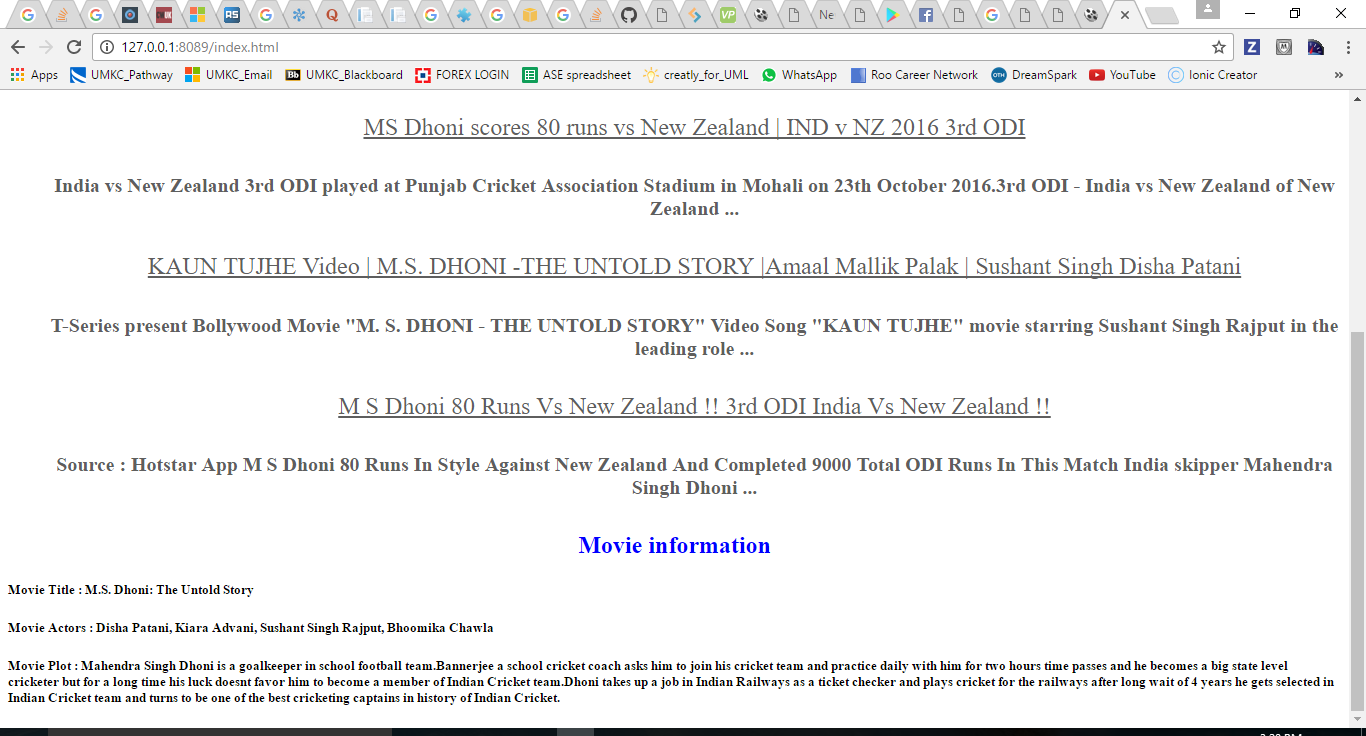 Ne
127.0.0.1:8089/index.html
Apps UMKC_Pathway UMKC_Email Bb UMKC_Blackboard FOREX LOGIN ASE spreadsheet creatly_for_UML WhatsApp Roo Career Network OTH DreamSpark YouTube Ionic Creator »
MS Dhoni scores 80 runs vs New Zealand | IND v NZ 2016 3rd ODI
India vs New Zealand 3rd ODI played at Punjab Cricket Association Stadium in Mohali on 23th October 2016.3rd ODI - India vs New Zealand of New
Zealand ...
KAUN TUJHE Video | M.S. DHONI -THE UNTOLD STORY |Amaal Mallik Palak | Sushant Singh Disha Patani
T-Series present Bollywood Movie "M. S. DHONI - THE UNTOLD STORY" Video Song "KAUN TUJHE" movie starring Sushant Singh Rajput in the
leading role ...
M S Dhoni 80 Runs Vs New Zealand !! 3rd ODI India Vs New Zealand !!
Source : Hotstar App M S Dhoni 80 Runs In Style Against New Zealand And Completed 9000 Total ODI Runs In This Match India skipper Mahendra
Singh Dhoni ...
Movie information
Movie Title : M.S. Dhoni: The Untold Story
Movie Actors : Disha Patani, Kiara Advani, Sushant Singh Rajput, Bhoomika Chawla
Movie Plot : Mahendra Singh Dhoni is a goalkeeper in school football team.Bannerjee a school cricket coach asks him to join his cricket team and practice daily with him for two hours time passes and he becomes a big state level
cricketer but for a long time his luck doesnt favor him to become a member of Indian Cricket team.Dhoni takes up a job in Indian Railways as a ticket checker and plays cricket for the railways after long wait of 4 years he gets selected in
Indian Cricket team and turns to be one of the best cricketing captains in history of Indian Cricket.